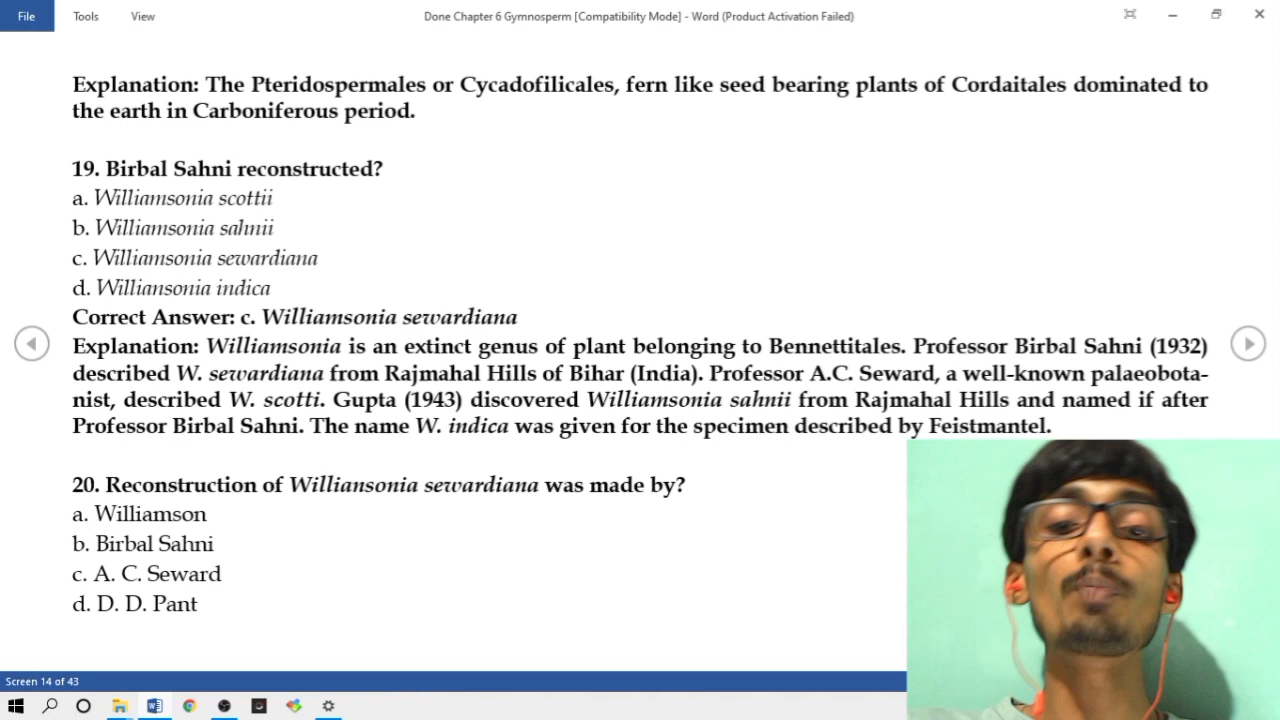 File Tools View Done Chapter 6 Gymnosperm [Compatibility Mode] - Word (Product Activation Failed)
Explanation: The Pteridospermales or Cycadofilicales, fern like seed bearing plants of Cordaitales dominated to
the earth in Carboniferous period.
19. Birbal Sahni reconstructed?
a. Williamsonia scottii
b. Williamsonia sahnii
c. Williamsonia sewardiana
d. Williansonia indica
Correct Answer: c. Williamsonia sewardiana
Explanation: Williamsonia is an extinct genus of plant belonging to Bennettitales. Professor Birbal Sahni (1932)
described W. sewardiana from Rajmahal Hills of Bihar (India). Professor A.C. Seward, a well-known palaeobota-
nist, described W. scotti. Gupta (1943) discovered Williamsonia sahnii from Rajmahal Hills and named if after
Professor Birbal Sahni. The name W. indica was given for the specimen described by Feistmantel.
20. Reconstruction of Williansonia sewardiana was made by?
a. Williamson
b. Birbal Sahni
c. A. C. Seward
d. D. D. Pant
Screen 14 of 43